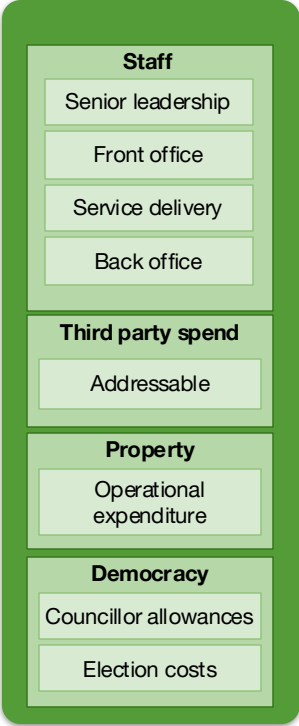 Staff
Senior leadership
Front office
Service delivery
Back office
Third party spend
Addressable
Property
Operational
expenditure
Democracy
Councillor allowances
Election costs